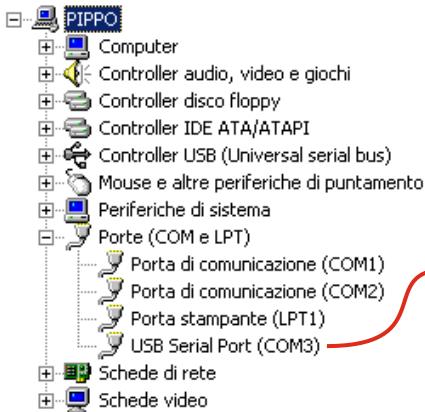 PIPPO
Computer
Controller audio, video e giochi
Controller disco floppy
Controller IDE ATA/ATAPI
Controller USB (Universal serial bus)
Mouse e altre periferiche di puntamento
Periferiche di sistema
Porte (COM e LPT)
Porta di comunicazione (COM1)
Porta di comunicazione (COM2)
Porta stampante (LPT1)
USB Serial Port (COM3)
Schede di rete
Schede video